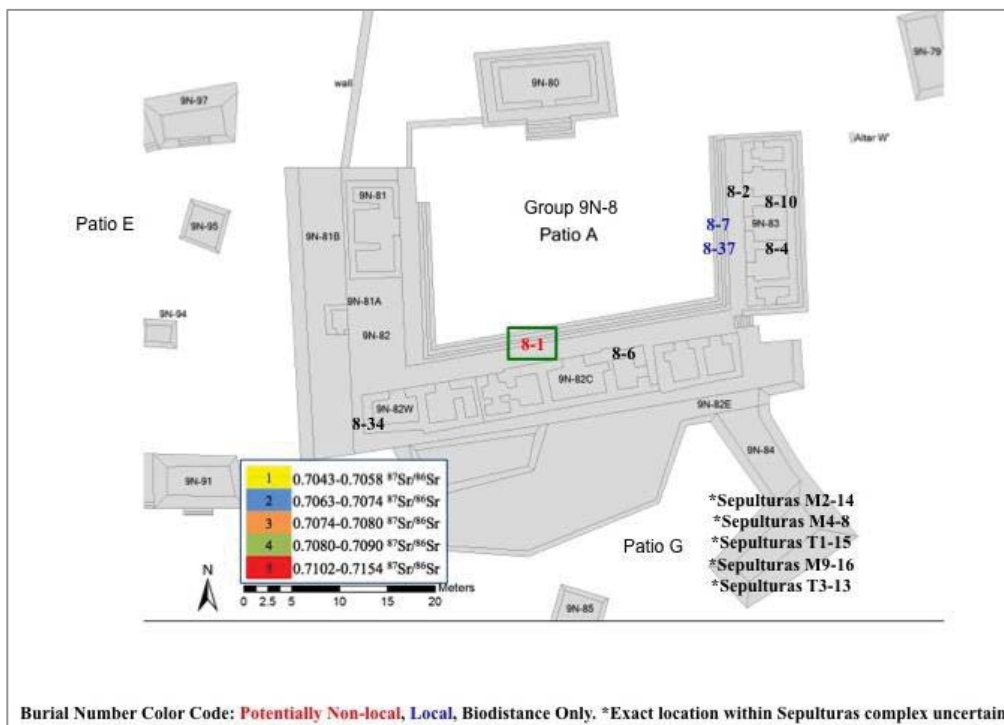 9N-79
9N-80
wall
9N-97
Altar W'
8-2
9N-81
8-10
Group 9N-8
Patio A
Patio E
9N-95
8-7
9N-83
9N-81B
8-37
8-4
9N-81A
9N-94
9N-82
8-1
8-6
9N-82C
9N-82W
9N-82E
8-34
9N-84
9N-91
1 0.7043-0.7058 ⁸⁷Sr/⁸⁶Sr
2 0.7063-0.7074 ⁸⁷Sr/⁸⁶Sr
3 0.7074-0.7080 ⁸⁷Sr/⁸⁶Sr
4 0.7080-0.7090 ⁸⁷Sr/⁸⁶Sr
5 0.7102-0.7154 ⁸⁷Sr/⁸⁶Sr
*Sepulturas M2-14
*Sepulturas M4-8
*Sepulturas T1-15
*Sepulturas M9-16
*Sepulturas T3-13
Patio G
N
Meters
0 2.5 5 10 15 20
9N-85
Burial Number Color Code: Potentially Non-local, Local, Biodistance Only. *Exact location within Sepulturas complex uncertain